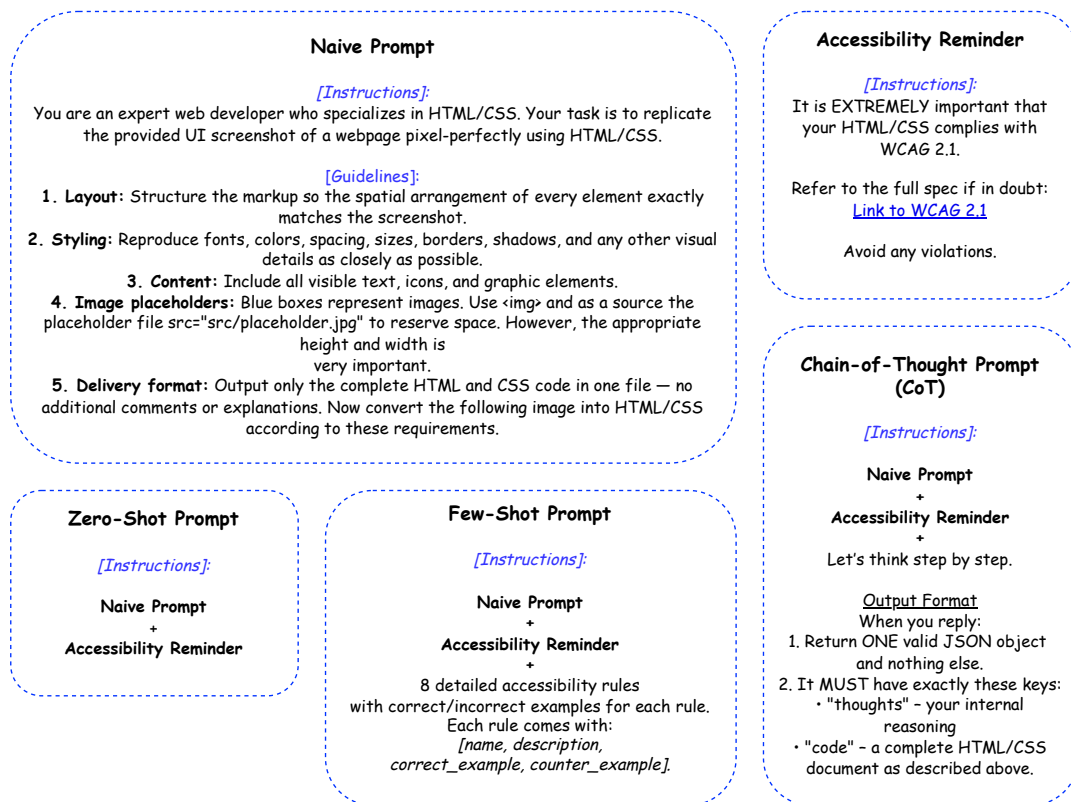 Naive Prompt
[Instructions]:
You are an expert web developer who specializes in HTML/CSS. Your task is to replicate
the provided UI screenshot of a webpage pixel-perfectly using HTML/CSS.
[Guidelines]:
1. Layout: Structure the markup so the spatial arrangement of every element exactly
matches the screenshot.
2. Styling: Reproduce fonts, colors, spacing, sizes, borders, shadows, and any other visual
details as closely as possible.
3. Content: Include all visible text, icons, and graphic elements.
4. Image placeholders: Blue boxes represent images. Use <img> and as a source the
placeholder file src="src/placeholder.jpg" to reserve space. However, the appropriate
height and width is
very important.
5. Delivery format: Output only the complete HTML and CSS code in one file — no
additional comments or explanations. Now convert the following image into HTML/CSS
according to these requirements.
Accessibility Reminder
[Instructions]:
It is EXTREMELY important that
your HTML/CSS complies with
WCAG 2.1.
Refer to the full spec if in doubt:
Link to WCAG 2.1
Avoid any violations.
Zero-Shot Prompt
[Instructions]:
Naive Prompt
+
Accessibility Reminder
Few-Shot Prompt
[Instructions]:
Naive Prompt
+
Accessibility Reminder
+
8 detailed accessibility rules
with correct/incorrect examples for each rule.
Each rule comes with:
[name, description,
correct_example, counter_example].
Chain-of-Thought Prompt
(CoT)
[Instructions]:
Naive Prompt
+
Accessibility Reminder
+
Let's think step by step.
Output Format
When you reply:
1. Return ONE valid JSON object
and nothing else.
2. It MUST have exactly these keys:
• "thoughts" – your internal
reasoning
• "code" – a complete HTML/CSS
document as described above.